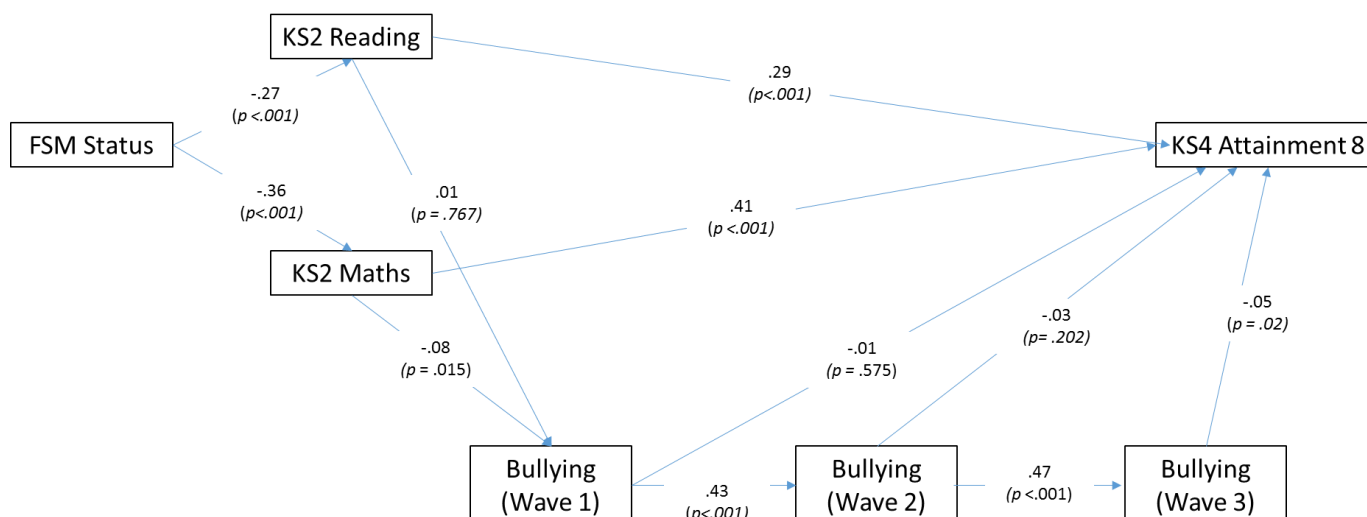 KS2 Reading
-.27
(p <.001)
.29
(p<.001)
FSM Status
KS4 Attainment 8
-.36
(p<.001)
.01
(p = .767)
.41
(p <.001)
KS2 Maths
-.08
(p = .015)
-.01
(p = .575)
-.03
(p= .202)
-.05
(p = .02)
Bullying
(Wave 1)
.43
(p<.001)
Bullying
(Wave 2)
.47
(p <.001)
Bullying
(Wave 3)